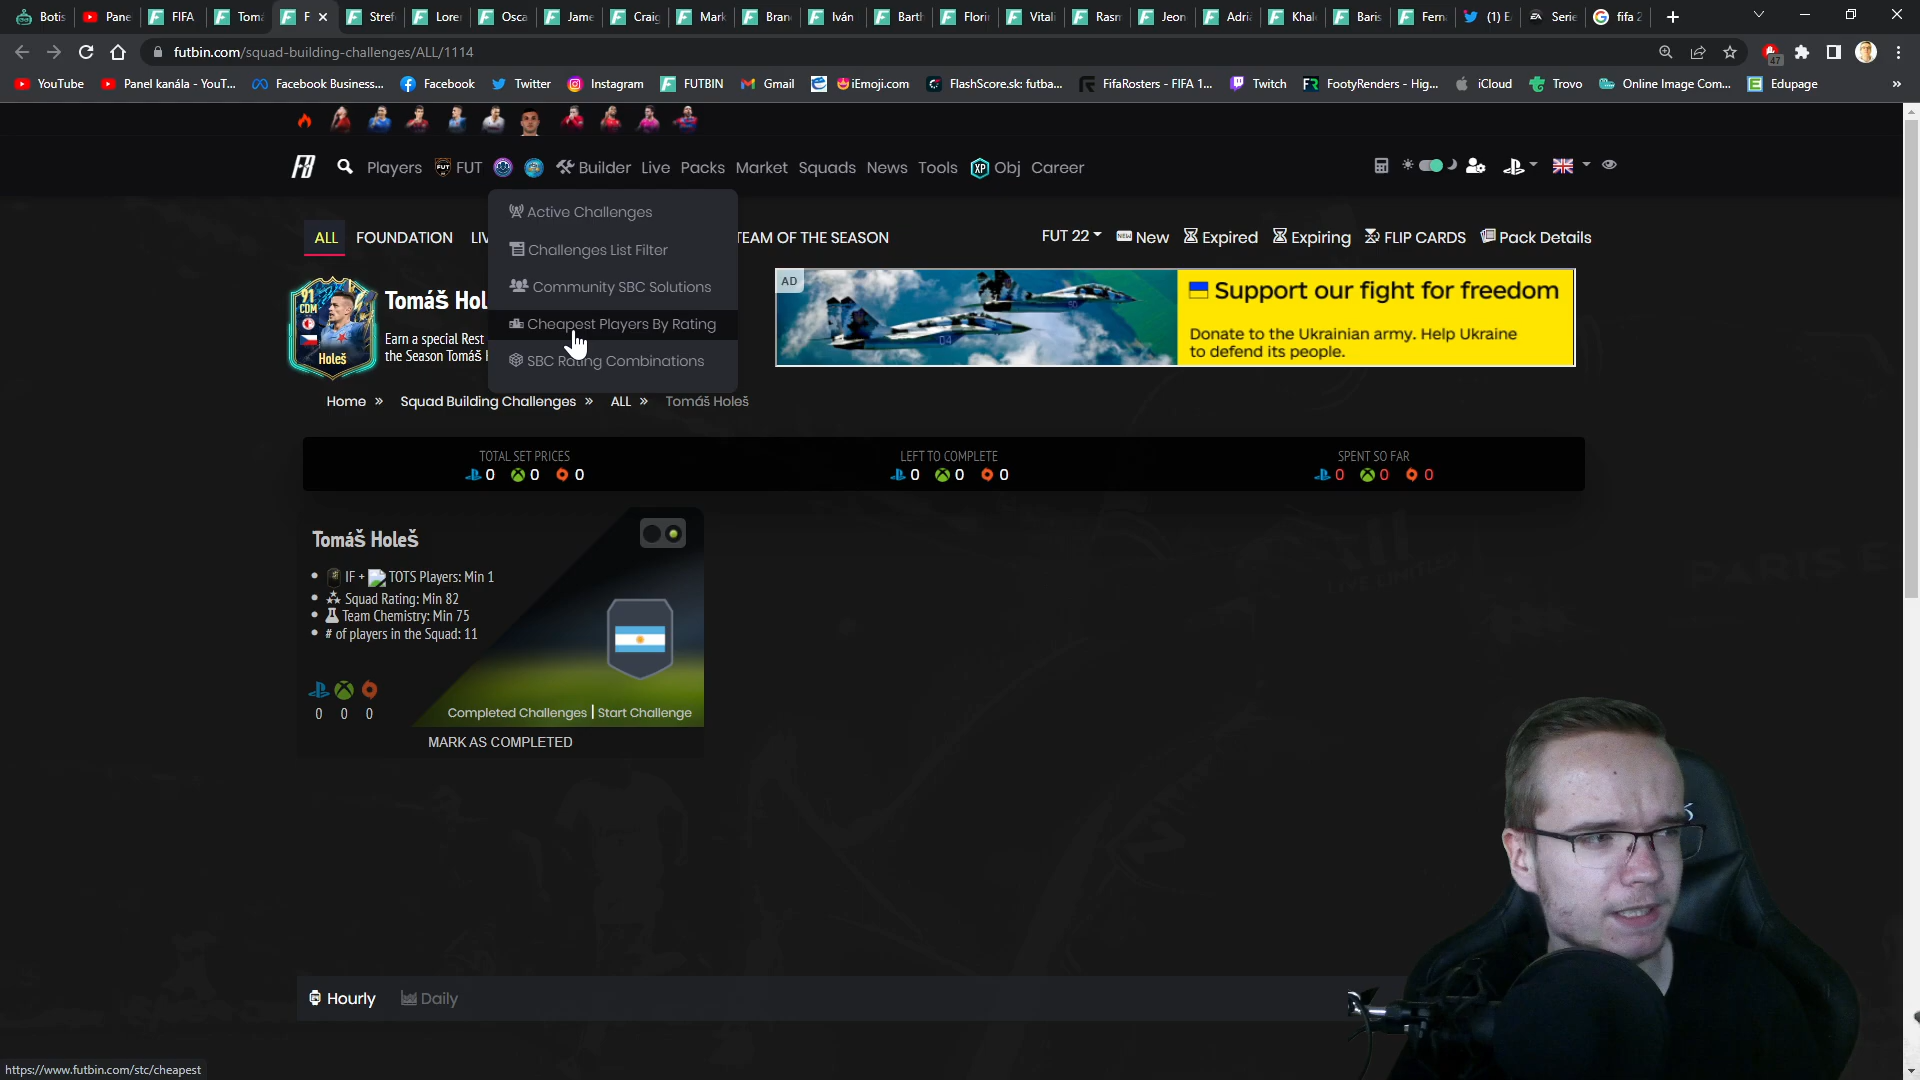 Botis
Pane
FIFA
Tomá
F
Stref
Lore
Osca
Jame
Craig
Mark
Bran
Iván
Bart
Flori
Vitali
Rasm
Jeon
Adri
Khal
Baris
Fern
(1) E
Serie
fifa 2
futbin.com/squad-building-challenges/ALL/1114
47
YouTube
Panel kanála - YouT...
Facebook Business...
Facebook
Twitter
Instagram
FUTBIN
Gmail
iEmoji.com
FlashScore.sk: futba...
FifaRosters - FIFA 1...
Twitch
FootyRenders - Hig...
iCloud
Trovo
Online Image Com...
Edupage
»
Players
FUT
Builder
Live
Packs
Market
Squads
News
Tools
XP
Obj
Career
Active Challenges
Challenges List Filter
Community SBC Solutions
Cheapest Players By Rating
SBC Rating Combinations
ALL
FOUNDATION
LIV
TEAM OF THE SEASON
FUT 22
NEW New
Expired
Expiring
FLIP CARDS
Pack Details
91
CDM
Holeš
Tomáš Hol
Earn a special Rest
the Season Tomáš H
AD
Support our fight for freedom
Donate to the Ukrainian army. Help Ukraine
to defend its people.
Home »
Squad Building Challenges »
ALL »
Tomáš Holeš
TOTAL SET PRICES
0 0 0
LEFT TO COMPLETE
0 0 0
SPENT SO FAR
0 0 0
Tomáš Holeš
IF + TOTS Players: Min 1
Squad Rating: Min 82
Team Chemistry: Min 75
# of players in the Squad: 11
0 0 0
Completed Challenges | Start Challenge
MARK AS COMPLETED
Hourly
Daily
https://www.futbin.com/stc/cheapest